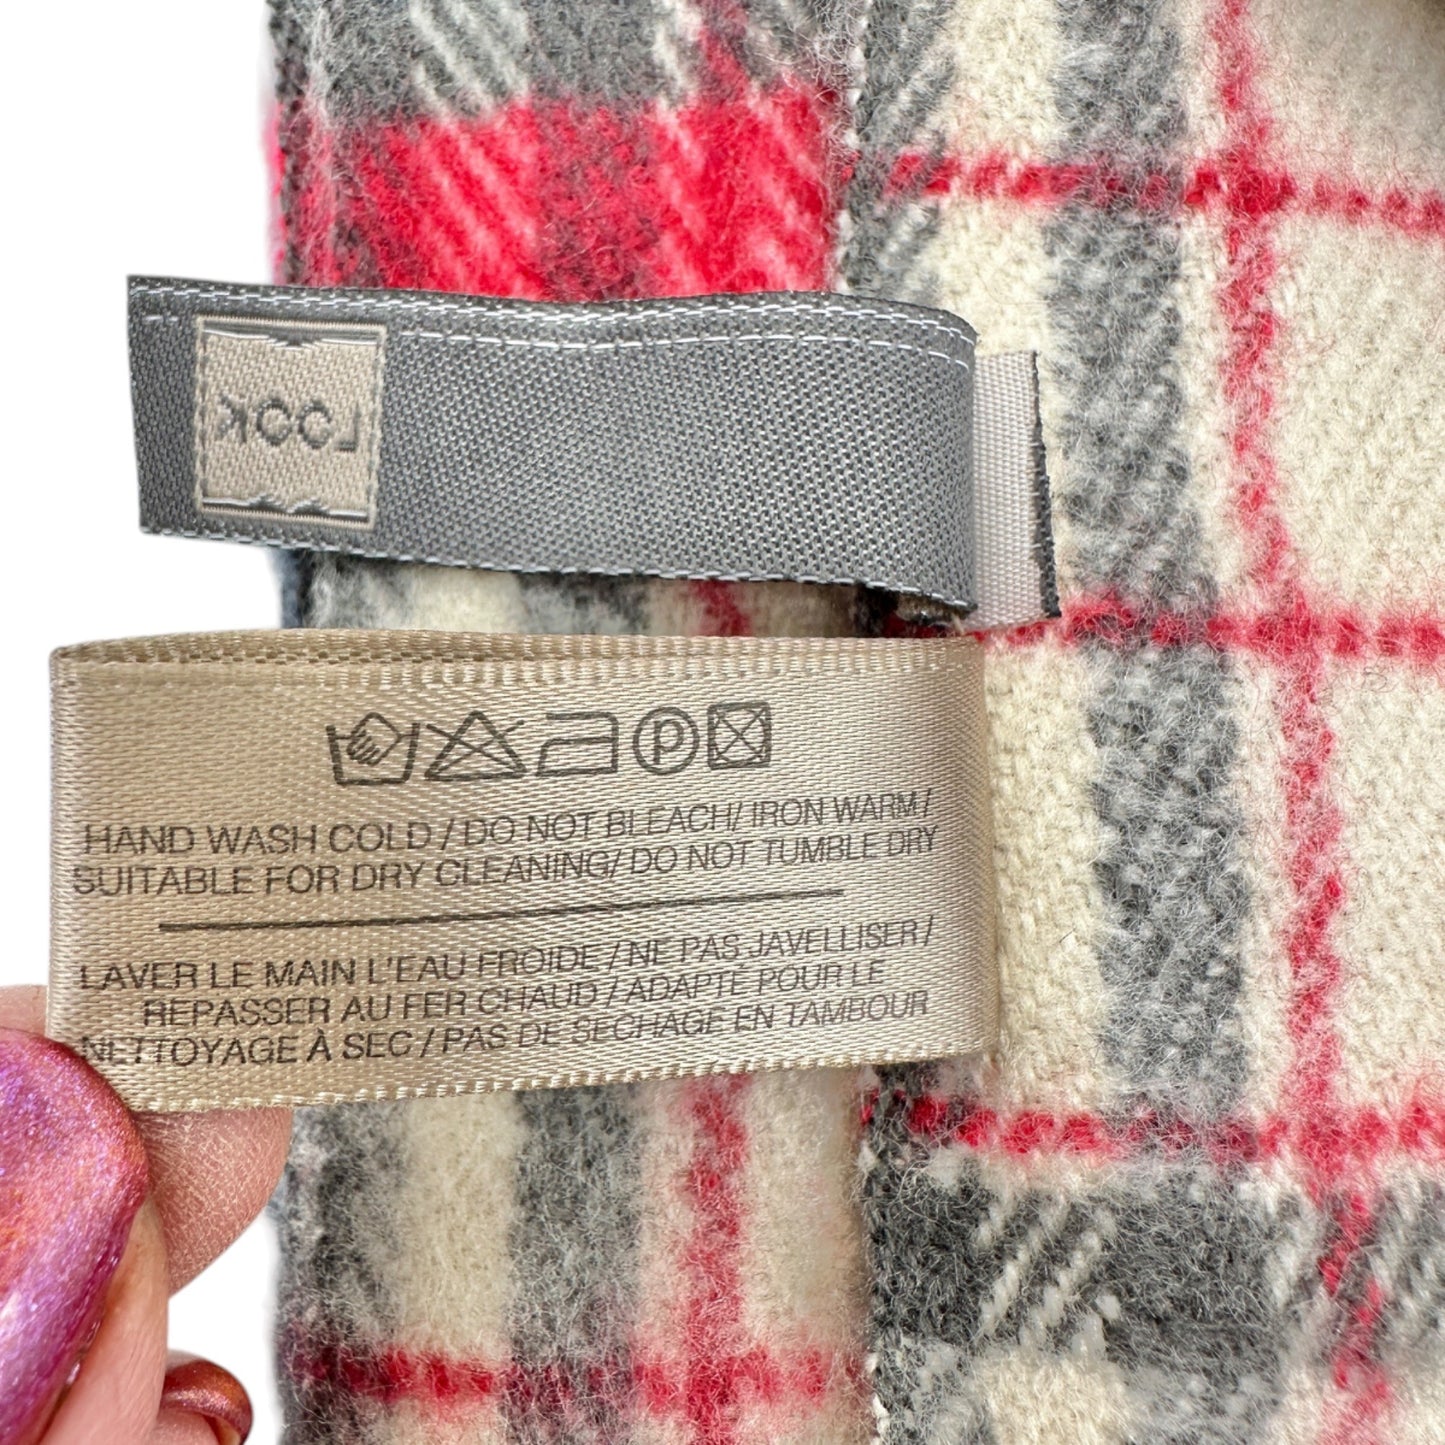 LOOK
P
HAND WASH COLD / DO NOT BLEACH/ IRON WARM /
SUITABLE FOR DRY CLEANING/ DO NOT TUMBLE DRY
LAVER LE MAIN L'EAU FROIDE / NE PAS JAVELLISER /
REPASSER AU FER CHAUD / ADAPTÉ POUR LE
NETTOYAGE À SEC / PAS DE SECHAGE EN TAMBOUR